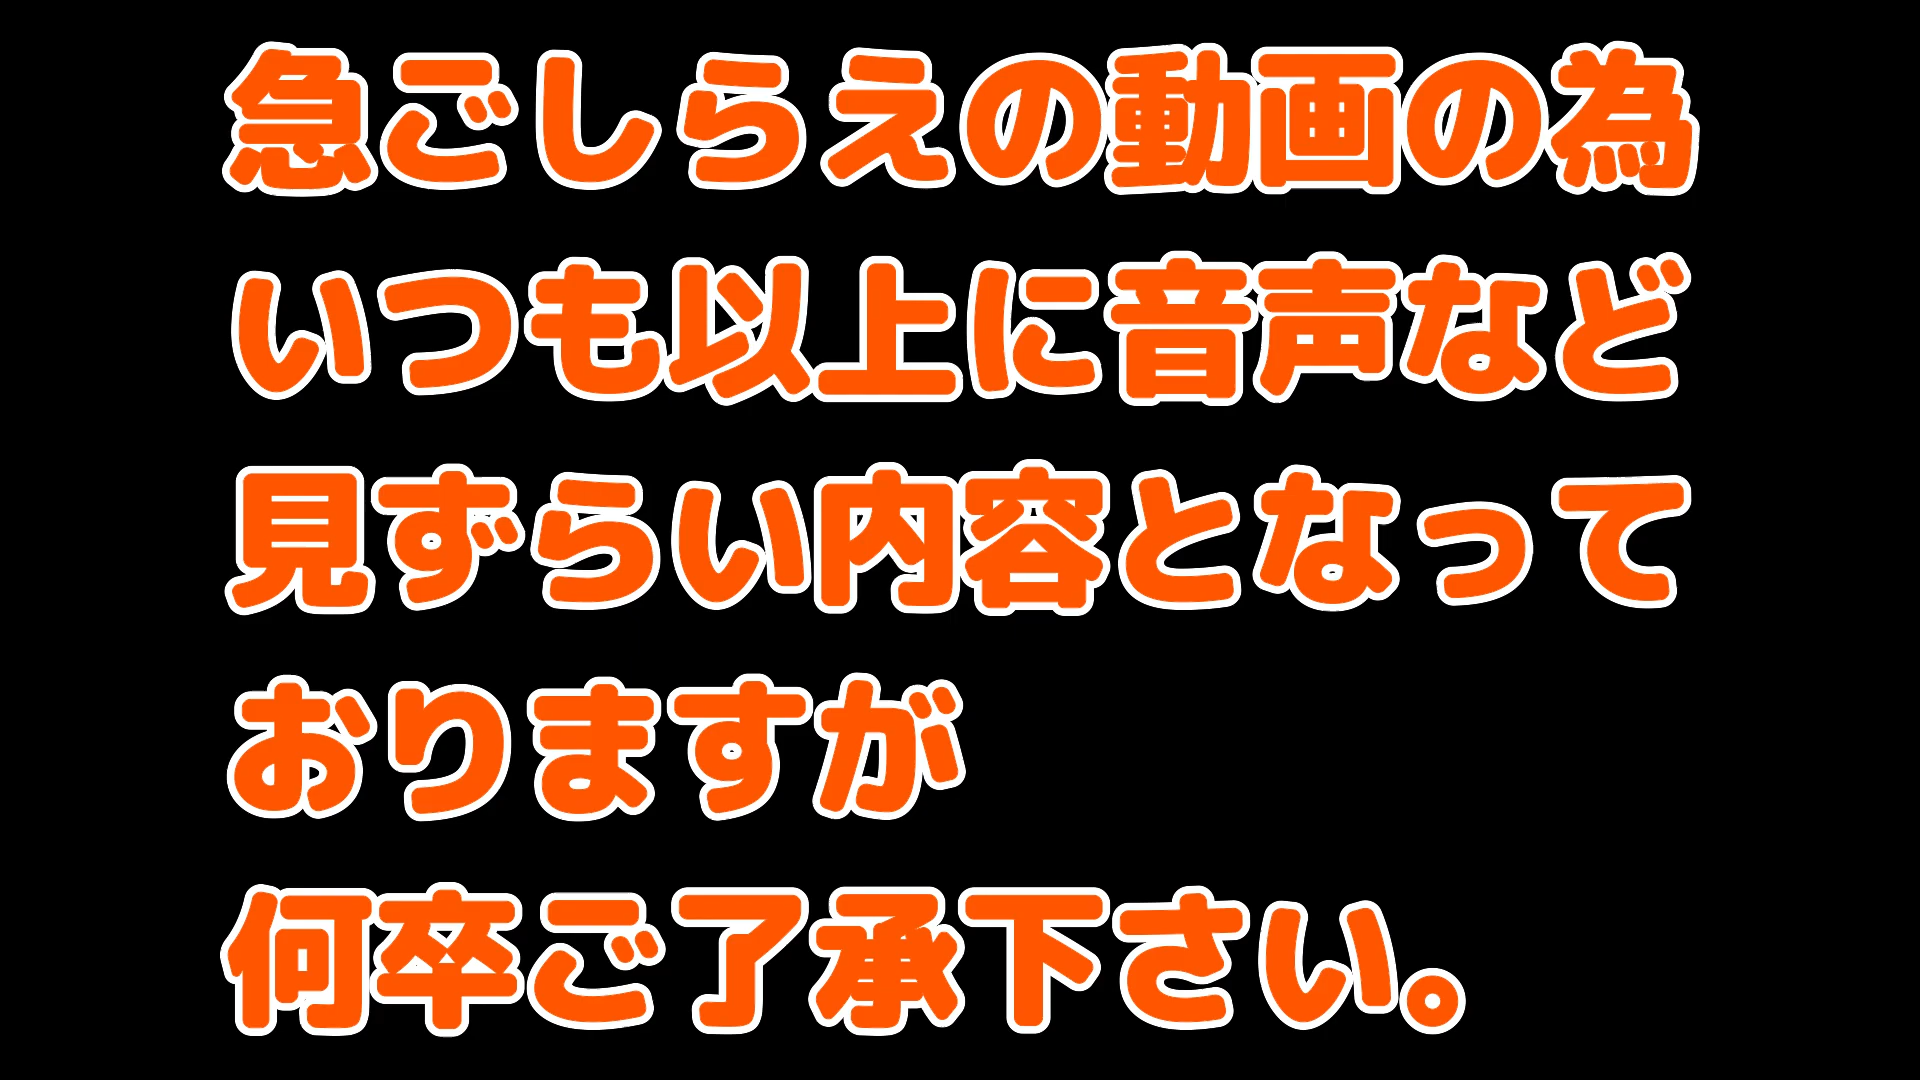 急ごしらえの動画の為
いつも以上に音声など
見ずらい内容となって
おりますが
何卒ご了承下さい。